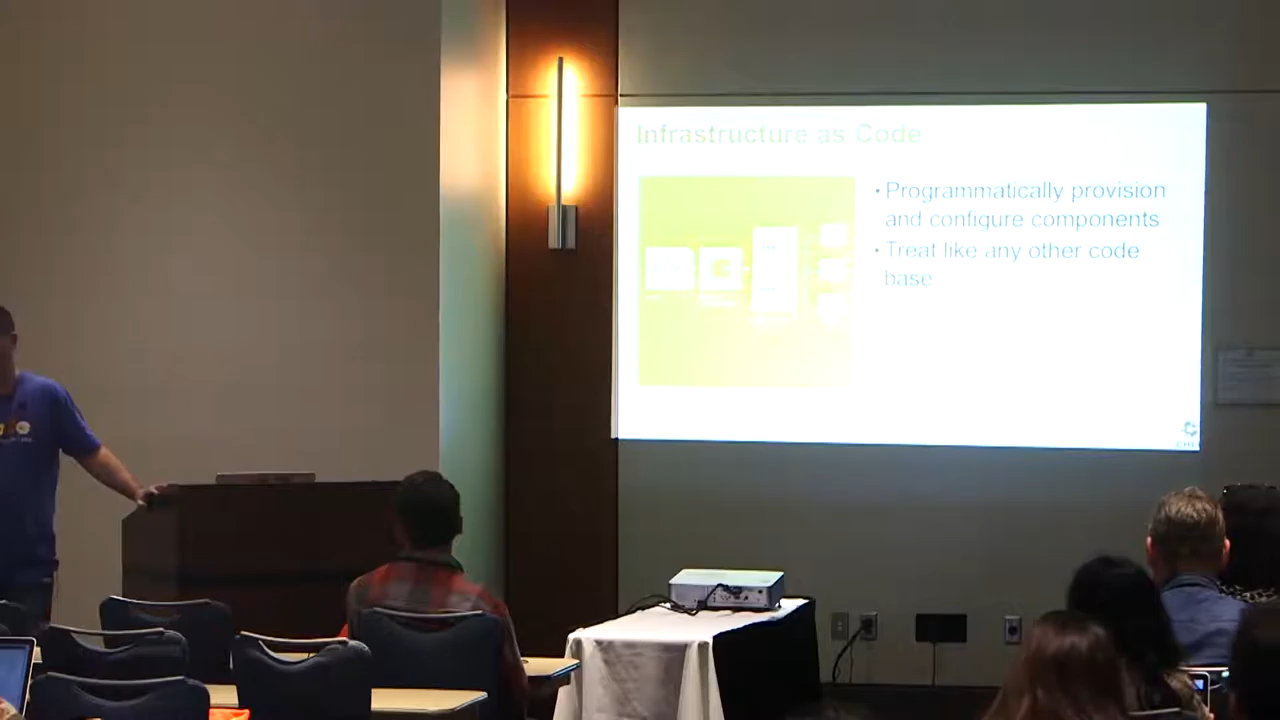 Infrastructure as Code
• Programmatically provision
and configure components
• Treat like any other code
base